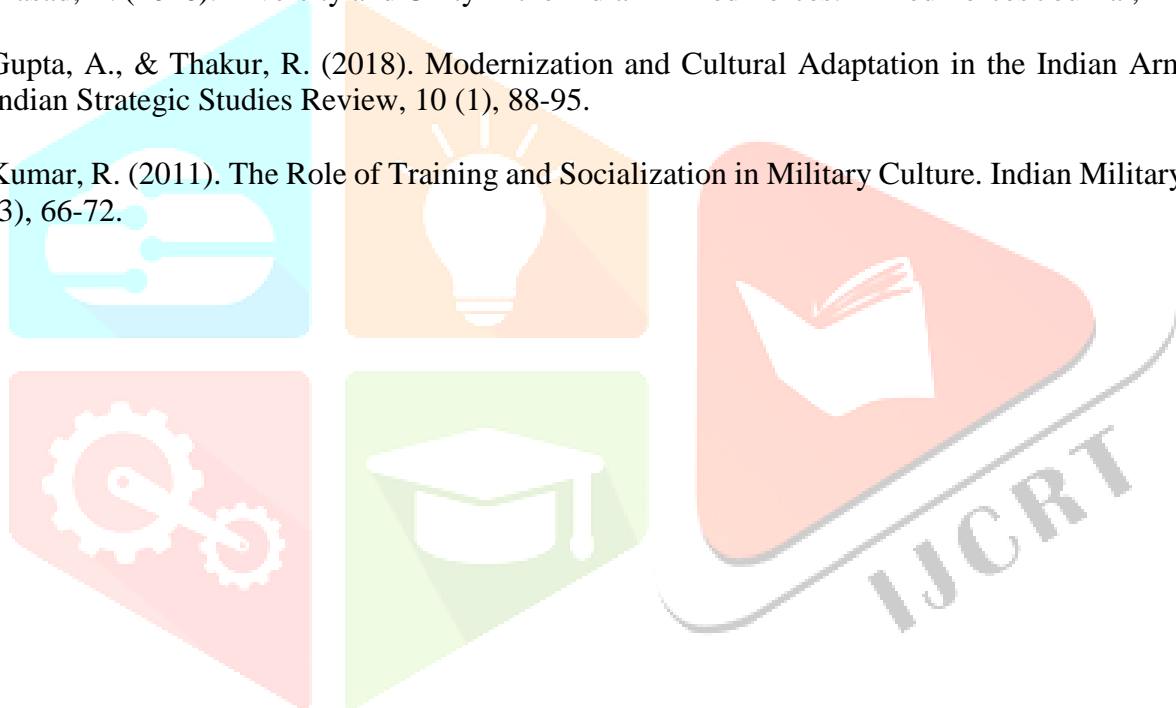 Gupta, A., & Thakur, R. (2018). Modernization and Cultural Adaptation in the Indian
Indian Strategic Studies Review, 10 (1), 88-95.
Kumar, R. (2011). The Role of Training and Socialization in Military Culture. Indian Military
3), 66-72.
IJCRT